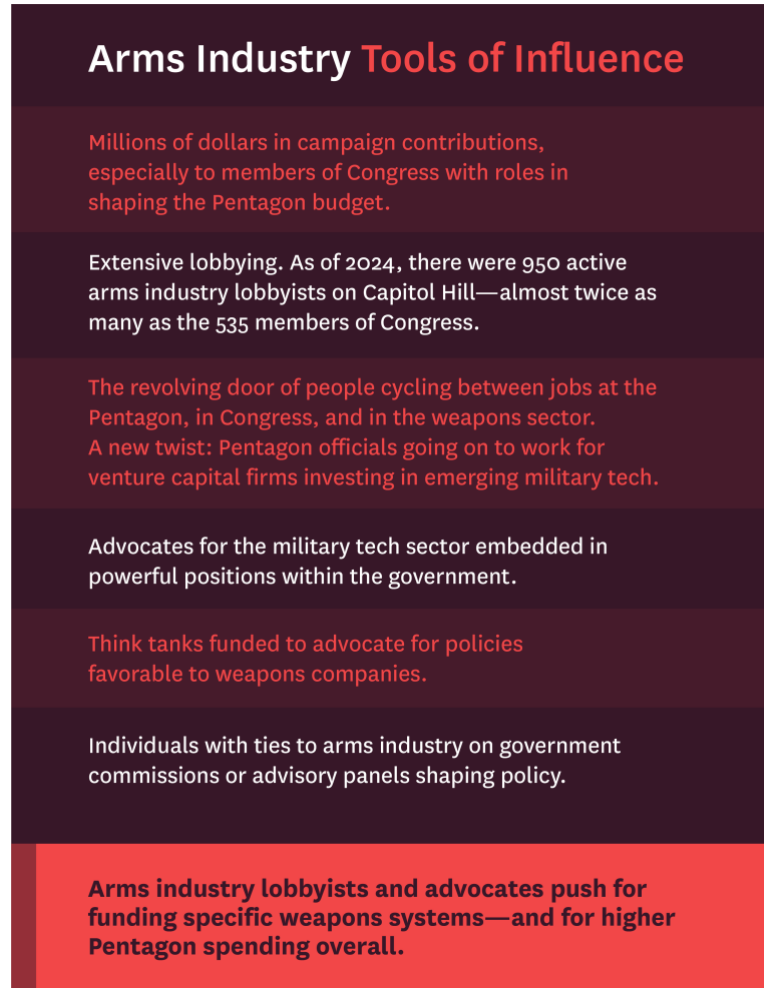 Arms Industry Tools of Influence
Millions of dollars in campaign contributions,
especially to members of Congress with roles in
shaping the Pentagon budget.
Extensive lobbying. As of 2024, there were 950 active
arms industry lobbyists on Capitol Hill—almost twice as
many as the 535 members of Congress.
The revolving door of people cycling between jobs at the
Pentagon, in Congress, and in the weapons sector.
A new twist: Pentagon officials going on to work for
venture capital firms investing in emerging military tech.
Advocates for the military tech sector embedded in
powerful positions within the government.
Think tanks funded to advocate for policies
favorable to weapons companies.
Individuals with ties to arms industry on government
commissions or advisory panels shaping policy.
Arms industry lobbyists and advocates push for
funding specific weapons systems—and for higher
Pentagon spending overall.